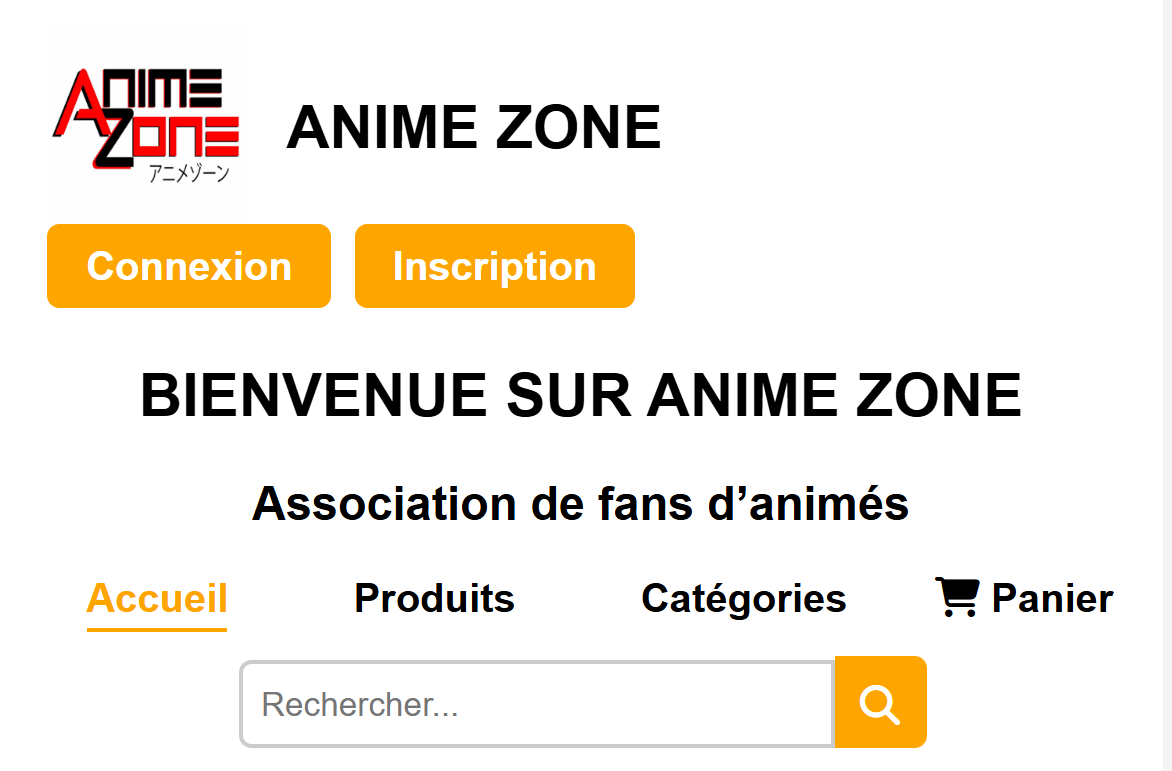 ANIME
ZONE
アニメゾーン
ANIME ZONE
Connexion Inscription
BIENVENUE SUR ANIME ZONE
Association de fans d’animés
Accueil Produits Catégories Panier
Rechercher...